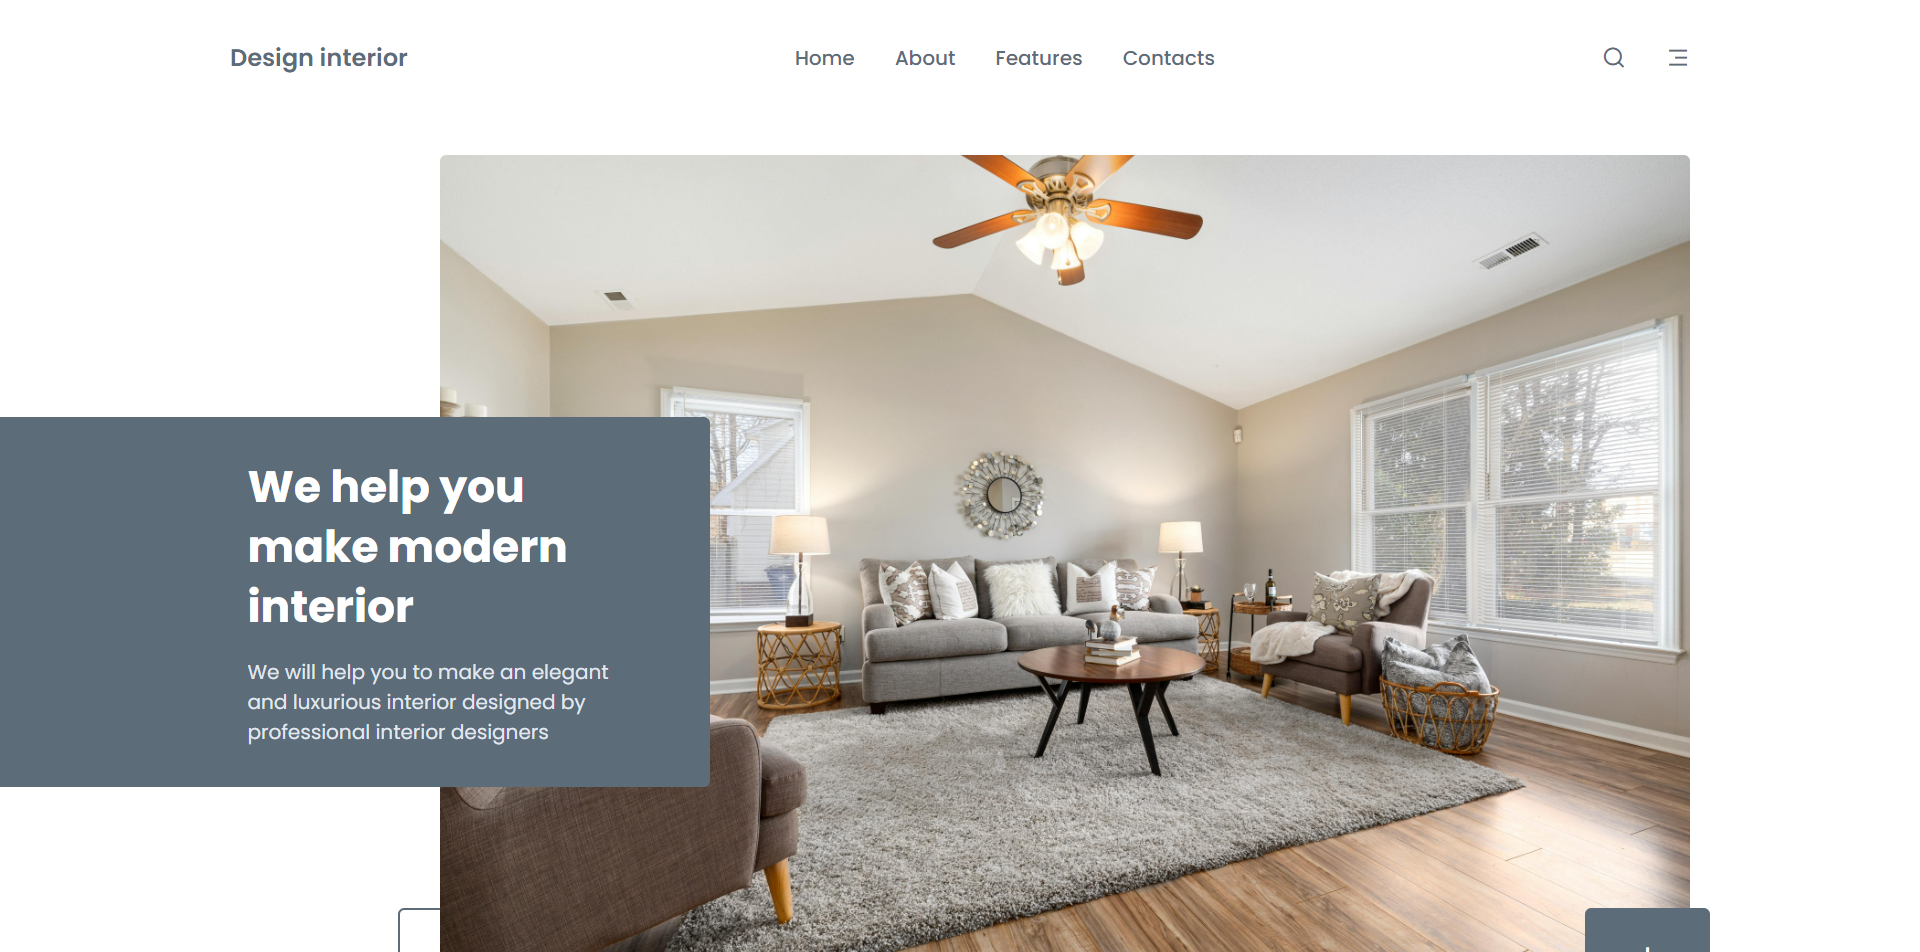 Design interior
Home
About
Features
Contacts
We help you
make modern
interior
We will help you to make an elegant
and luxurious interior designed by
professional interior designers